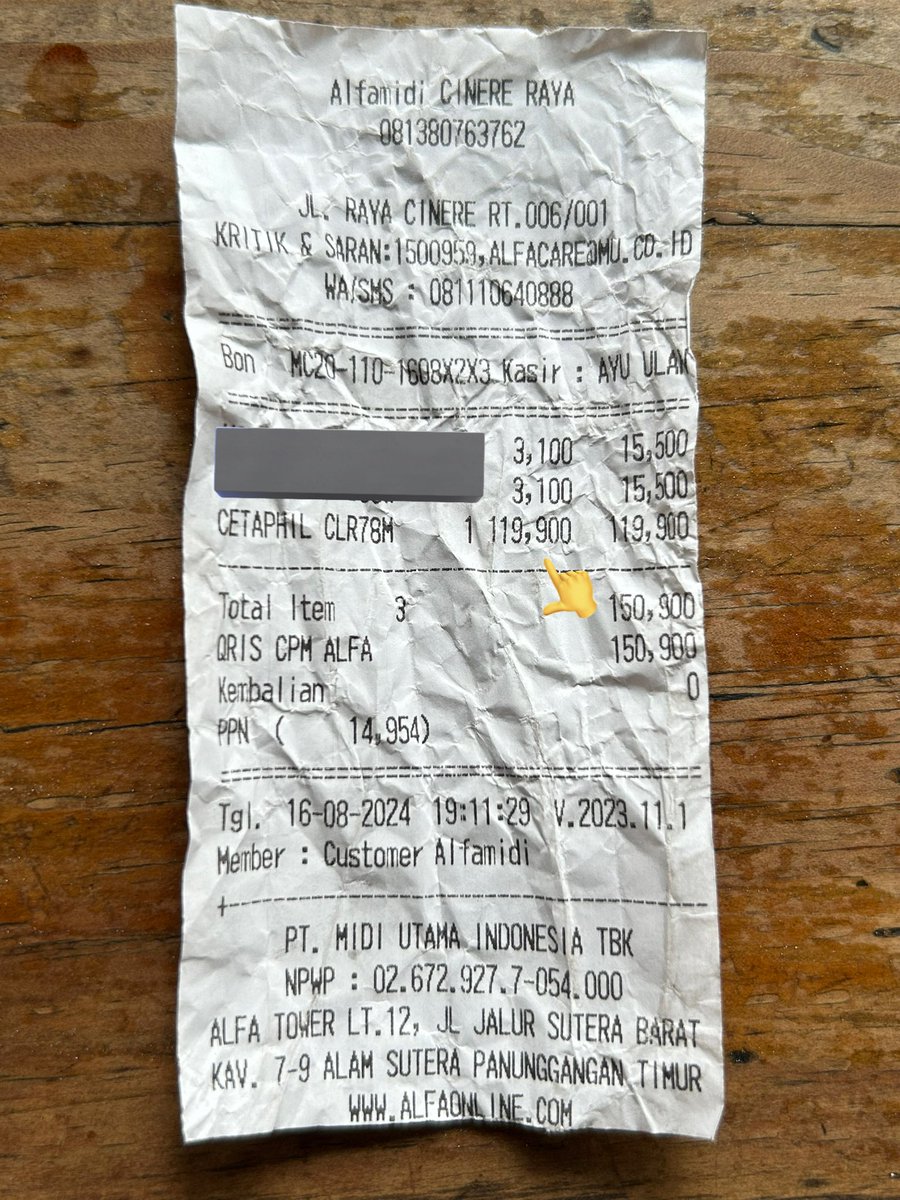 Alfamidi CINERE RAYA
081380763762
JL. RAYA CINERE RT.006/001
KRITIK & SARAN:1500959,ALFACARE@MU.CO.ID
WA/SMS : 081110640888
Bon MC20-110-1608X2X3 Kasir : AYU ULAN
3,100 15,500
3,100 15,500
CETAPHIL CLR78M 1 119,900 119,900
Total Item 3 150,900
QRIS CPM ALFA 150,900
Kembalian 0
PPN ( 14,954)
Tgl. 16-08-2024 19:11:29 V.2023.11.1
Member : Customer Alfamidi
PT. MIDI UTAMA INDONESIA TBK
NPWP : 02.672.927.7-054.000
ALFA TOWER LT.12, JL JALUR SUTERA BARAT
KAV. 7-9 ALAM SUTERA PANUNGGANGAN TIMUR
WWW.ALFAONLINE.COM